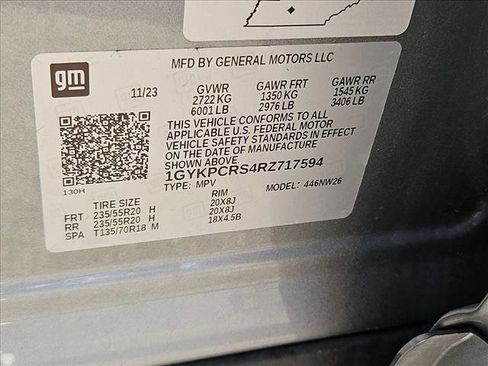 MFD BY GENERAL MOTORS LLC
gm
11/23 GVWR GAWR FRT GAWR RR
2722 KG 1350 KG 1545 KG
6001 LB 2976 LB 3406 LB
THIS VEHICLE CONFORMS TO ALL
APPLICABLE U.S. FEDERAL MOTOR
VEHICLE SAFETY STANDARDS IN EFFECT
ON THE DATE OF MANUFACTURE
SHOWN ABOVE.
1GYKPCRS4RZ717594
130H
TYPE: MPV MODEL: 446NW26
TIRE SIZE RIM
FRT 235/55R20 H 20X8J
RR 235/55R20 H 20X8J
SPA T135/70R18 M 18X4.5B